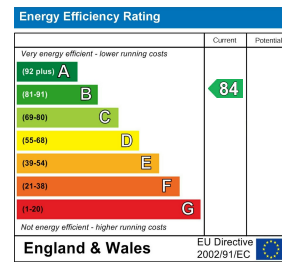 Energy Efficiency Rating
Current Potential
Very energy efficient - lower running costs
(92 plus) A
(81-91) B
84
(69-80) C
(55-68) D
(39-54) E
(21-38) F
(1-20) G
Not energy efficient - higher running costs
England & Wales
EU Directive
2002/91/EC